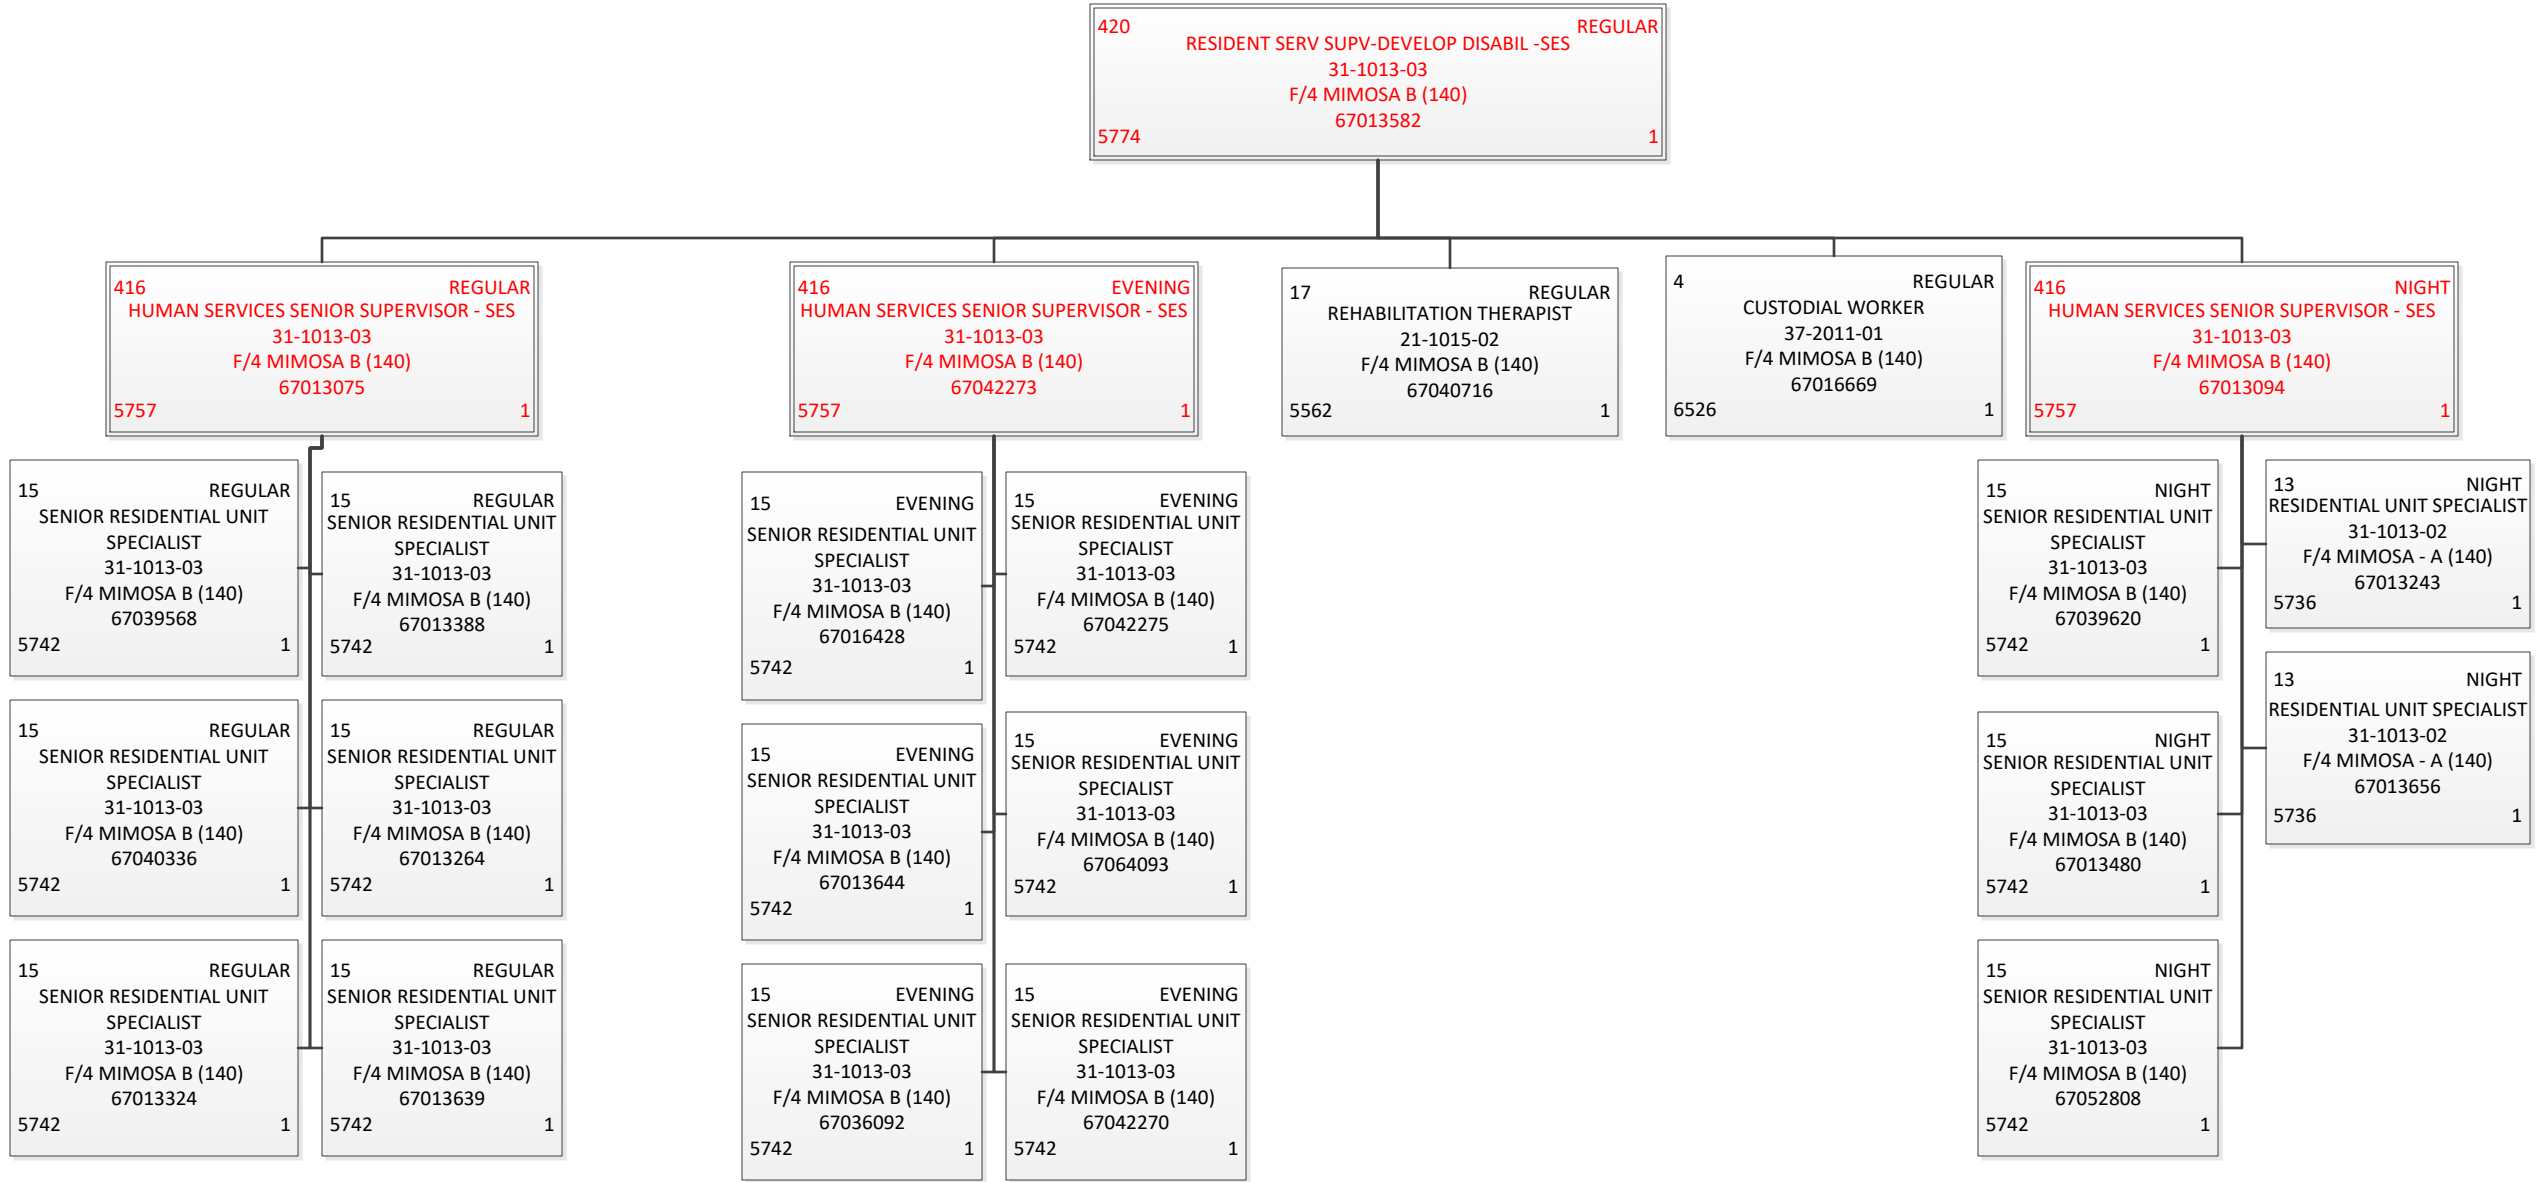 420 REGULAR
RESIDENT SERV SUPV-DEVELOP DISABIL -SES
31-1013-03
F/4 MIMOSA B (140)
67013582
5774 1
416 REGULAR
HUMAN SERVICES SENIOR SUPERVISOR - SES
31-1013-03
F/4 MIMOSA B (140)
67013075
5757 1
416 EVENING
HUMAN SERVICES SENIOR SUPERVISOR - SES
31-1013-03
F/4 MIMOSA B (140)
67042273
5757 1
17 REGULAR
REHABILITATION THERAPIST
21-1015-02
F/4 MIMOSA B (140)
67040716
5562 1
4 REGULAR
CUSTODIAL WORKER
37-2011-01
F/4 MIMOSA B (140)
67016669
6526 1
416 NIGHT
HUMAN SERVICES SENIOR SUPERVISOR - SES
31-1013-03
F/4 MIMOSA B (140)
67013094
5757 1
15 REGULAR
SENIOR RESIDENTIAL UNIT
SPECIALIST
31-1013-03
F/4 MIMOSA B (140)
67039568
5742 1
15 REGULAR
SENIOR RESIDENTIAL UNIT
SPECIALIST
31-1013-03
F/4 MIMOSA B (140)
67013388
5742 1
15 REGULAR
SENIOR RESIDENTIAL UNIT
SPECIALIST
31-1013-03
F/4 MIMOSA B (140)
67040336
5742 1
15 REGULAR
SENIOR RESIDENTIAL UNIT
SPECIALIST
31-1013-03
F/4 MIMOSA B (140)
67013264
5742 1
15 REGULAR
SENIOR RESIDENTIAL UNIT
SPECIALIST
31-1013-03
F/4 MIMOSA B (140)
67013324
5742 1
15 REGULAR
SENIOR RESIDENTIAL UNIT
SPECIALIST
31-1013-03
F/4 MIMOSA B (140)
67013639
5742 1
15 EVENING
SENIOR RESIDENTIAL UNIT
SPECIALIST
31-1013-03
F/4 MIMOSA B (140)
67016428
5742 1
15 EVENING
SENIOR RESIDENTIAL UNIT
SPECIALIST
31-1013-03
F/4 MIMOSA B (140)
67042275
5742 1
15 EVENING
SENIOR RESIDENTIAL UNIT
SPECIALIST
31-1013-03
F/4 MIMOSA B (140)
67013644
5742 1
15 EVENING
SENIOR RESIDENTIAL UNIT
SPECIALIST
31-1013-03
F/4 MIMOSA B (140)
67064093
5742 1
15 EVENING
SENIOR RESIDENTIAL UNIT
SPECIALIST
31-1013-03
F/4 MIMOSA B (140)
67036092
5742 1
15 EVENING
SENIOR RESIDENTIAL UNIT
SPECIALIST
31-1013-03
F/4 MIMOSA B (140)
67042270
5742 1
15 NIGHT
SENIOR RESIDENTIAL UNIT
SPECIALIST
31-1013-03
F/4 MIMOSA B (140)
67039620
5742 1
13 NIGHT
RESIDENTIAL UNIT SPECIALIST
31-1013-02
F/4 MIMOSA - A (140)
67013243
5736 1
13 NIGHT
RESIDENTIAL UNIT SPECIALIST
31-1013-02
F/4 MIMOSA - A (140)
67013656
5736 1
15 NIGHT
SENIOR RESIDENTIAL UNIT
SPECIALIST
31-1013-03
F/4 MIMOSA B (140)
67013480
5742 1
15 NIGHT
SENIOR RESIDENTIAL UNIT
SPECIALIST
31-1013-03
F/4 MIMOSA B (140)
67052808
5742 1